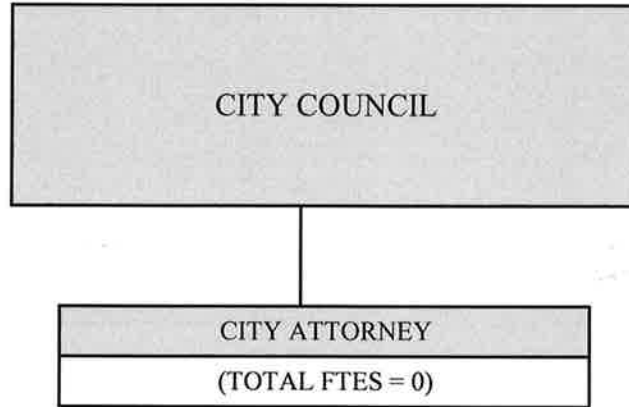 CITY COUNCIL
CITY ATTORNEY
(TOTAL FTES = 0)